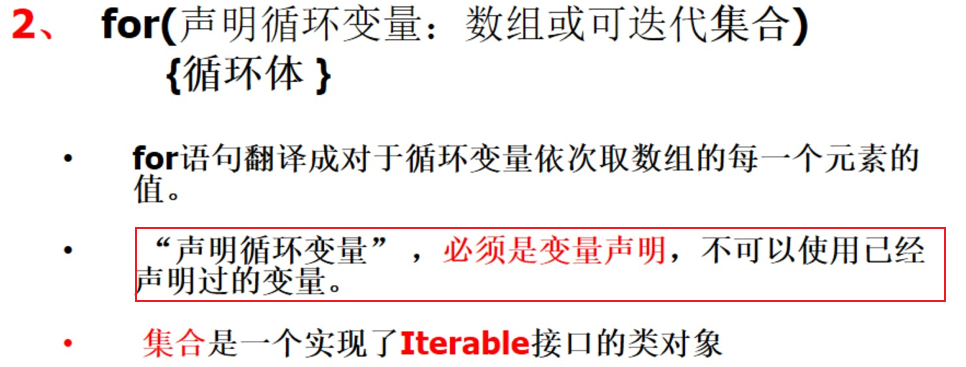 2、 for(声明循环变量：数组或可迭代集合)
{循环体 }
• for语句翻译成对于循环变量依次取数组的每一个元素的
值。
• “声明循环变量” ，必须是变量声明，不可以使用已经
声明过的变量。
• 集合是一个实现了Iterable接口的类对象